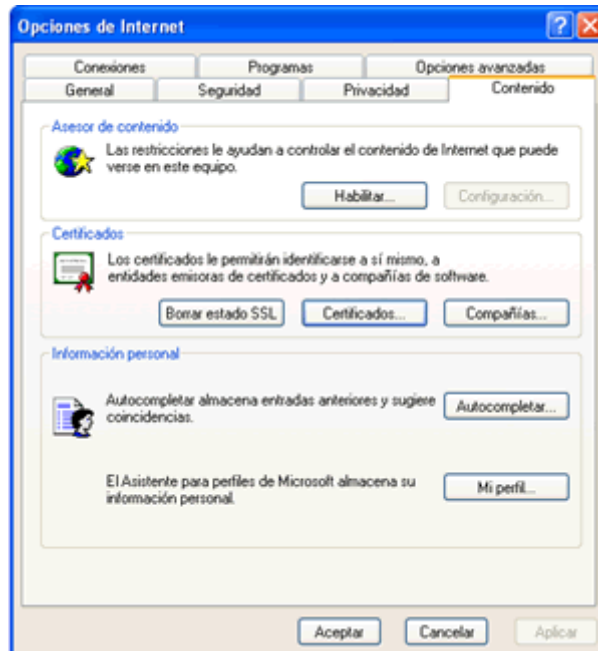 Opciones de Internet
Conexiones
Programas
Opciones avanzadas
General
Seguridad
Privacidad
Contenido
Asesor de contenido
Las restricciones le ayudan a controlar el contenido de Internet que puede
verse en este equipo.
Habilitar...
Configuración...
Certificados
Los certificados le permitirán identificarse a sí mismo, a
entidades emisoras de certificados y a compañías de software.
Borrar estado SSL
Certificados...
Compañías...
Información personal
Autocompletar almacena entradas anteriores y sugiere
coincidencias.
Autocompletar...
El Asistente para perfiles de Microsoft almacena su
información personal.
Mi perfil...
Aceptar
Cancelar
Aplicar